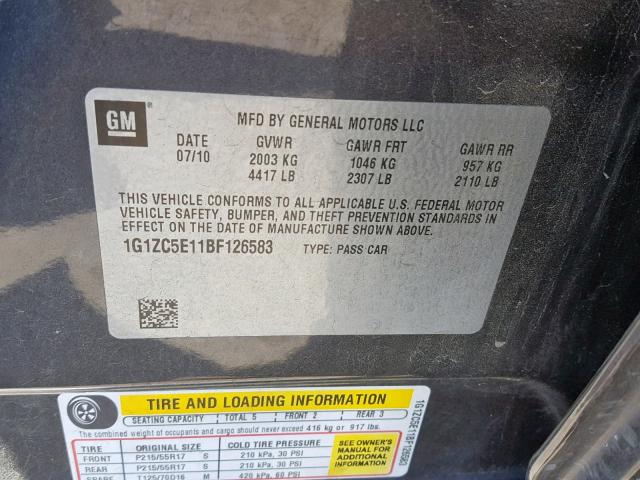 GM
MFD BY GENERAL MOTORS LLC
DATE GVWR GAWR FRT GAWR RR
07/10 2003 KG 1046 KG 957 KG
4417 LB 2307 LB 2110 LB
THIS VEHICLE CONFORMS TO ALL APPLICABLE U.S. FEDERAL MOTOR
VEHICLE SAFETY, BUMPER, AND THEFT PREVENTION STANDARDS IN
EFFECT ON THE DATE OF MANUFACTURE SHOWN ABOVE.
1G1ZC5E11BF126583 TYPE: PASS CAR
TIRE AND LOADING INFORMATION
SEATING CAPACITY TOTAL 5 FRONT 2 REAR 3
The combined weight of occupants and cargo should never exceed 416 kg or 917 lbs.
TIRE ORIGINAL SIZE COLD TIRE PRESSURE
FRONT P215/55R17 S 210 kPa, 30 PSI
REAR P215/55R17 S 210 kPa, 30 PSI
SPARE T125/70D16 M 420 kPa, 60 PSI
SEE OWNER'S
MANUAL FOR
ADDITIONAL
1G1ZC5E11BF126583